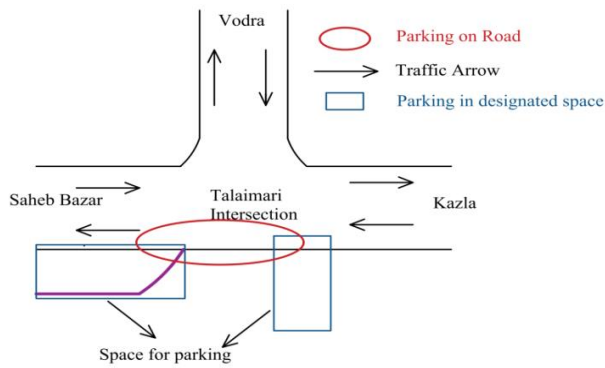 Vodra
Parking on Road
Traffic Arrow
Parking in designated space
Saheb Bazar
Talaimari
Intersection
Kazla
Space for parking